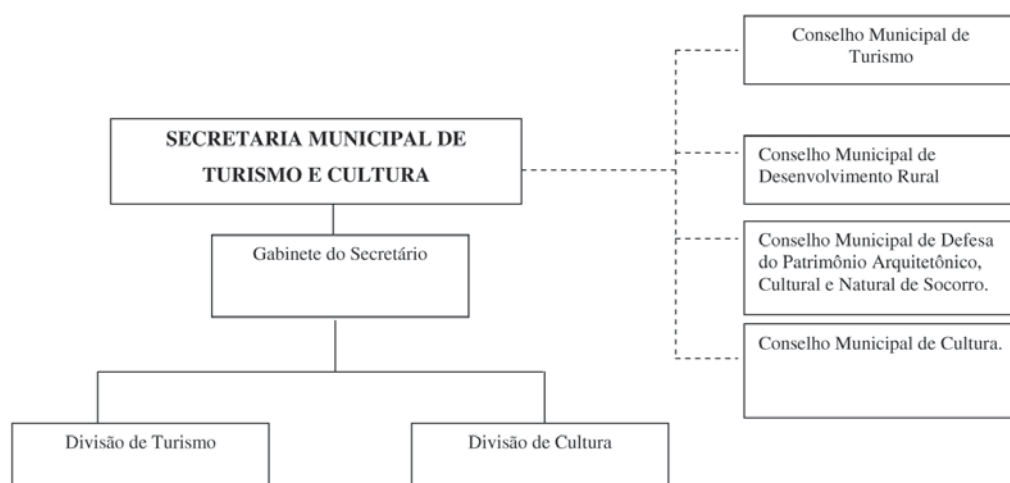 Conselho Municipal de
Turismo
SECRETARIA MUNICIPAL DE
TURISMO E CULTURA
Conselho Municipal de
Desenvolvimento Rural
Gabinete do Secretário
Conselho Municipal de Defesa
do Patrimônio Arquitetônico,
Cultural e Natural de Socorro.
Conselho Municipal de Cultura.
Divisão de Turismo
Divisão de Cultura